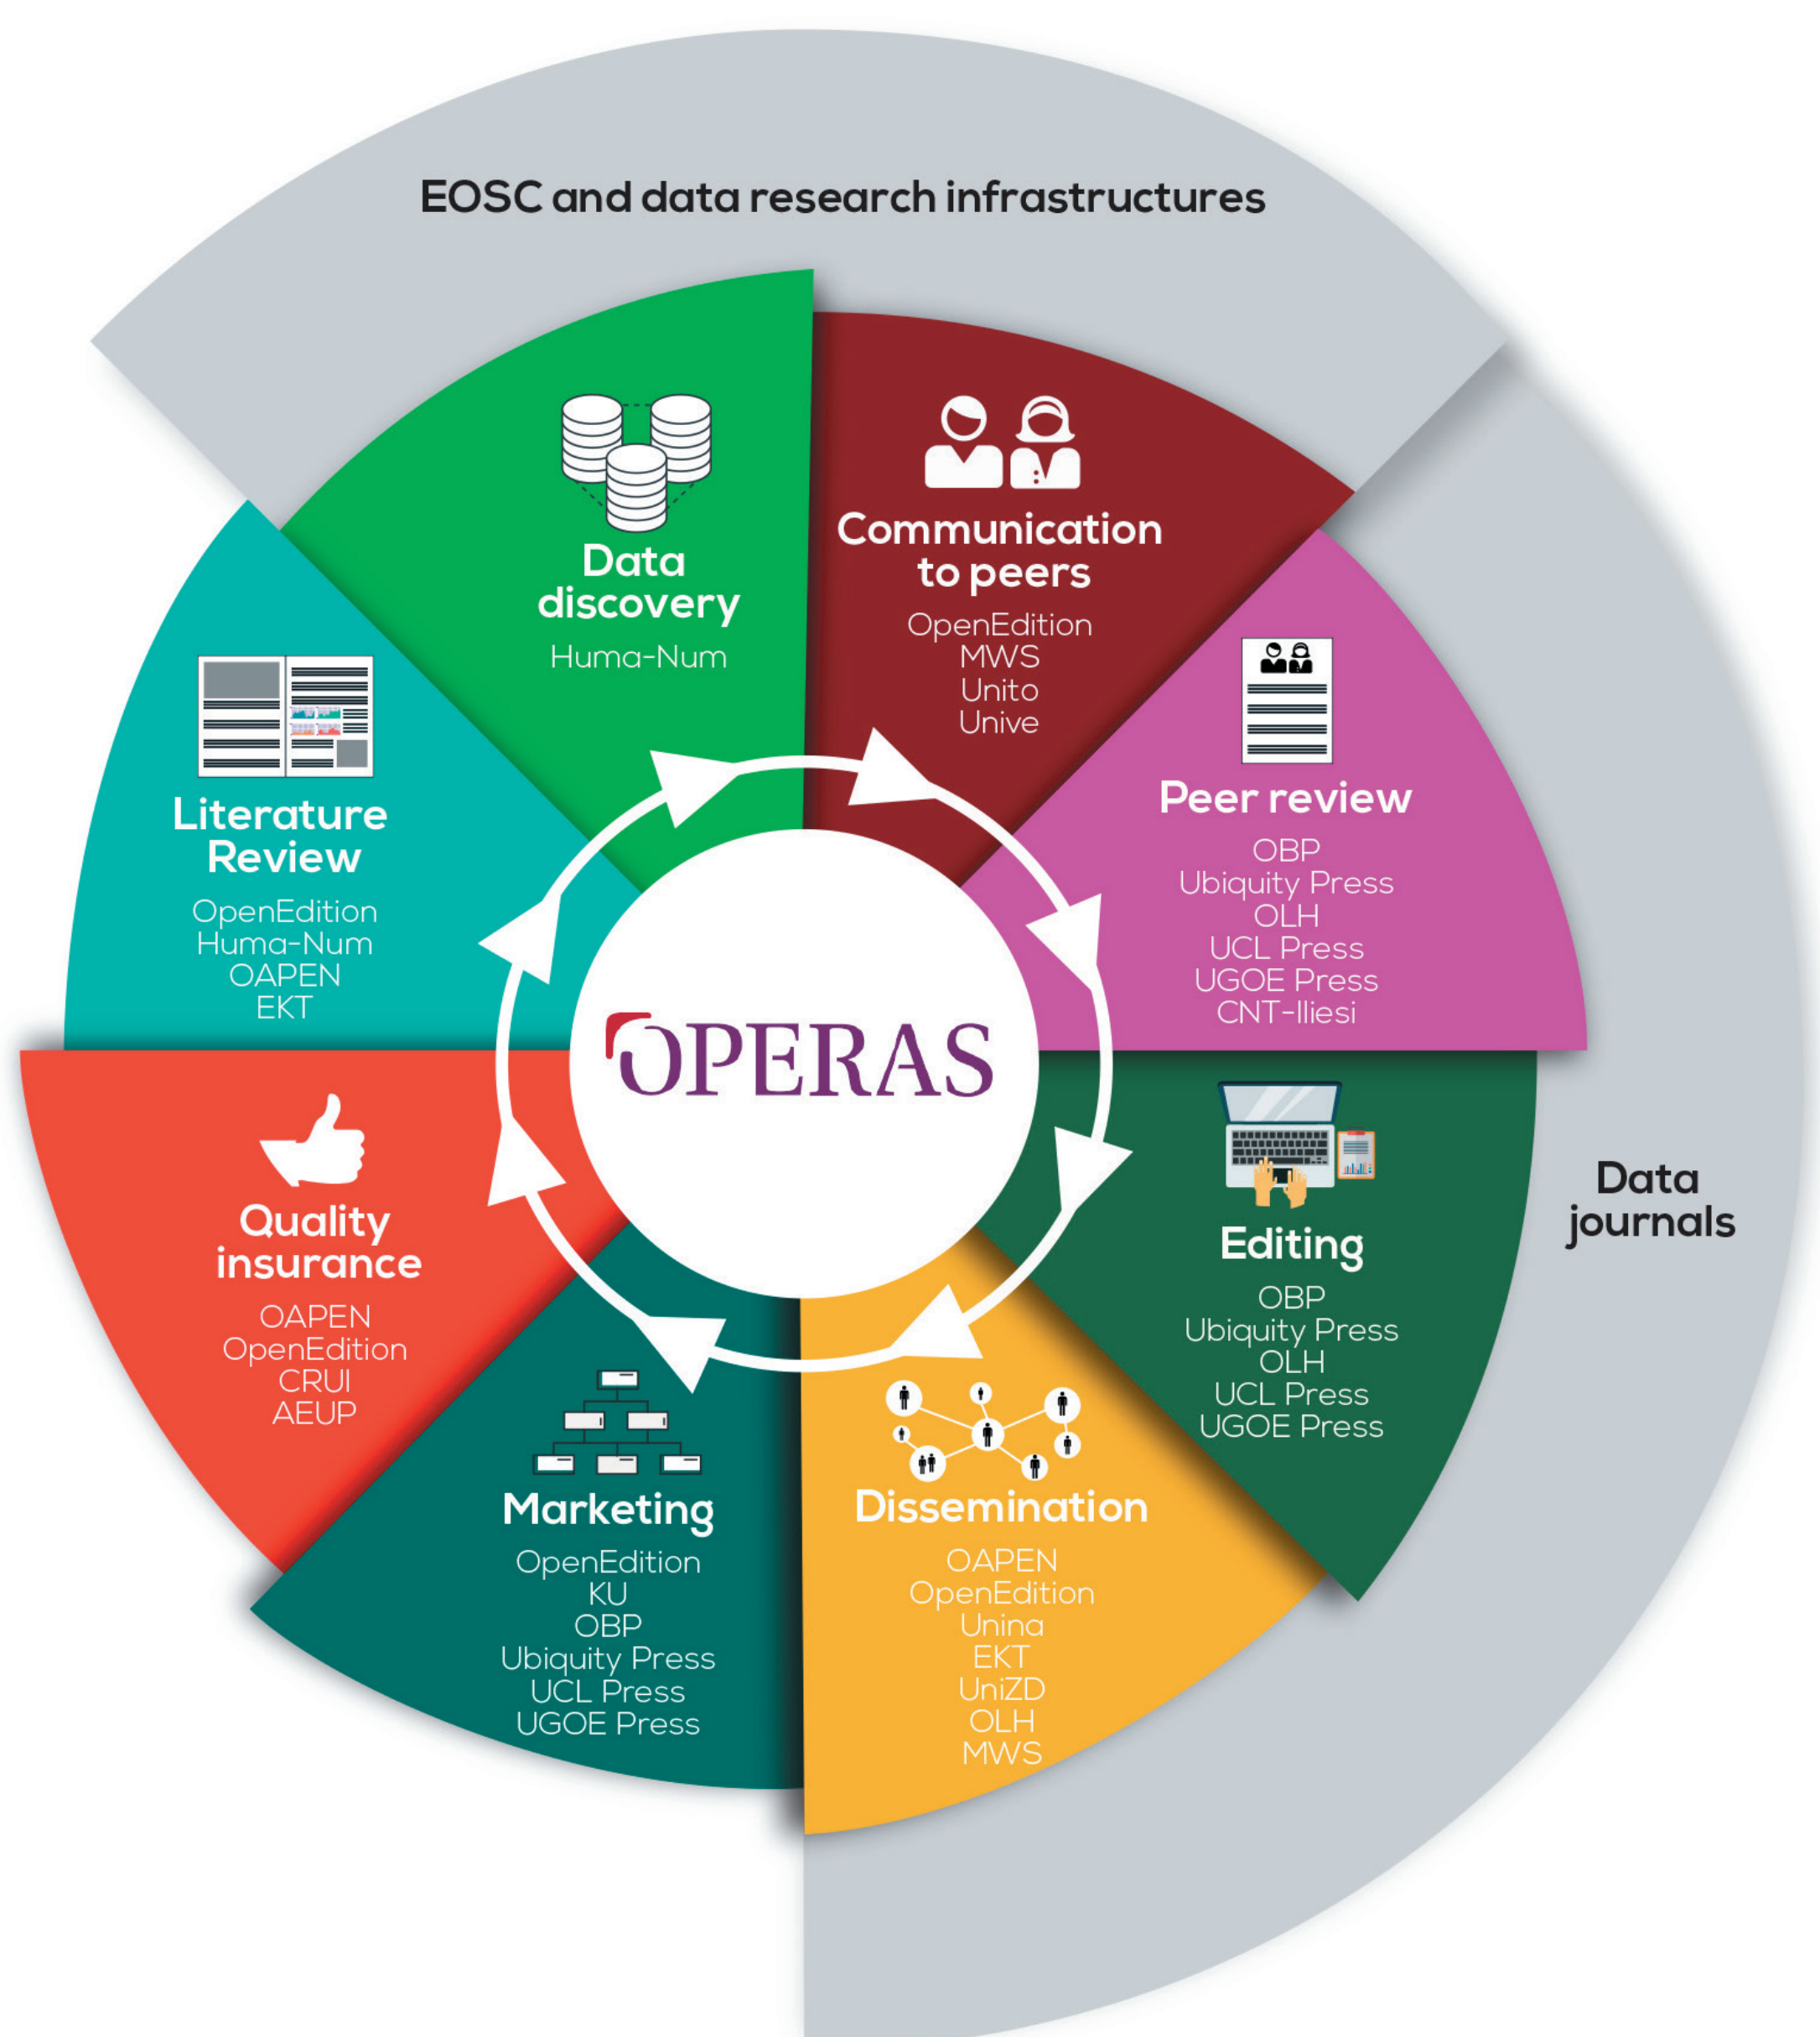 EOSC and data research infrastructures
Data
discovery
Huma-Num
Communication
to peers
OpenEdition
MWS
Unito
Unive
Peer review
OBP
Ubiquity Press
OLH
UCL Press
UGOE Press
CNT-Iliesi
Editing
OBP
Ubiquity Press
OLH
UCL Press
UGOE Press
Data
journals
Dissemination
OAPEN
OpenEdition
Unina
EKT
UniZD
OLH
MWS
Marketing
OpenEdition
KU
OBP
Ubiquity Press
UCL Press
UGOE Press
Quality
insurance
OAPEN
OpenEdition
CRUI
AEUP
Literature
Review
OpenEdition
Huma-Num
OAPEN
EKT
OPERAS